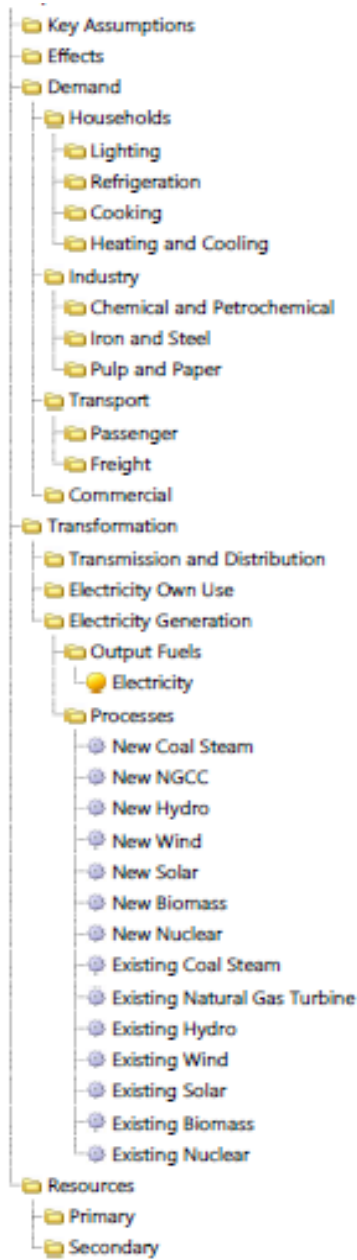 Key Assumptions
Effects
Demand
Households
Lighting
Refrigeration
Cooking
Heating and Cooling
Industry
Chemical and Petrochemical
Iron and Steel
Pulp and Paper
Transport
Passenger
Freight
Commercial
Transformation
Transmission and Distribution
Electricity Own Use
Electricity Generation
Output Fuels
Electricity
Processes
New Coal Steam
New NGCC
New Hydro
New Wind
New Solar
New Biomass
New Nuclear
Existing Coal Steam
Existing Natural Gas Turbine
Existing Hydro
Existing Wind
Existing Solar
Existing Biomass
Existing Nuclear
Resources
Primary
Secondary